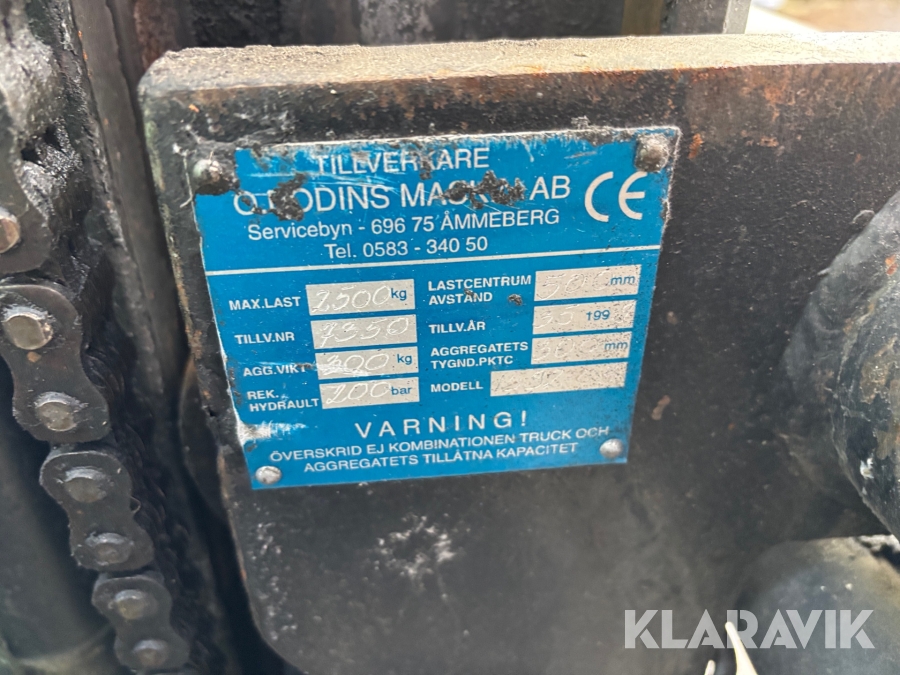 TILLVERKARE
MASKIN AB
CE
Servicebyn - 696 75 ÅMMEBERG
Tel. 0583 - 340 50
MAX.LAST 2500 kg
LASTCENTRUM AVSTÅND mm
TILLV.NR 7350
TILLV.ÅR 199
AGG.VIKT kg
AGGREGATETS TYGND.PKTC mm
REK. HYDRAULT 200 bar
MODELL
VARNING!
ÖVERSKRID EJ KOMBINATIONEN TRUCK OCH
AGGREGATETS TILLÅTNA KAPACITET
KLARAVIK